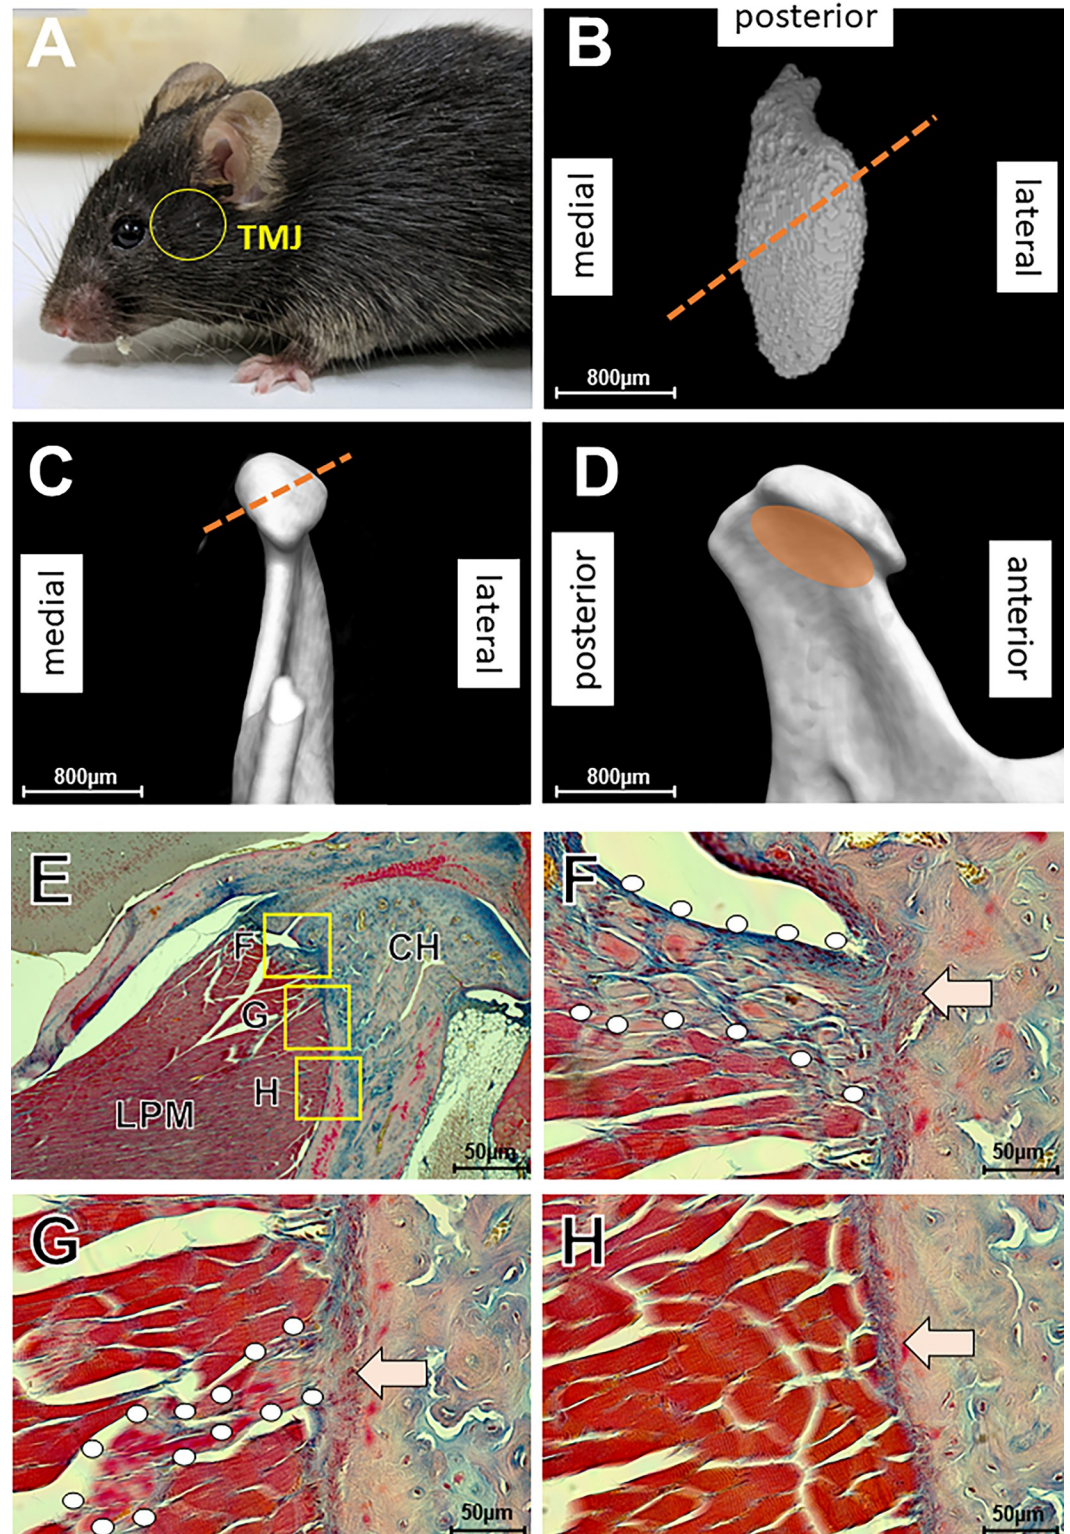 A
TMJ
B
posterior
medial
lateral
800µm
C
medial
lateral
800µm
D
posterior
anterior
800µm
E
F
G
H
CH
LPM
50µm
F
50µm
G
50µm
H
50µm